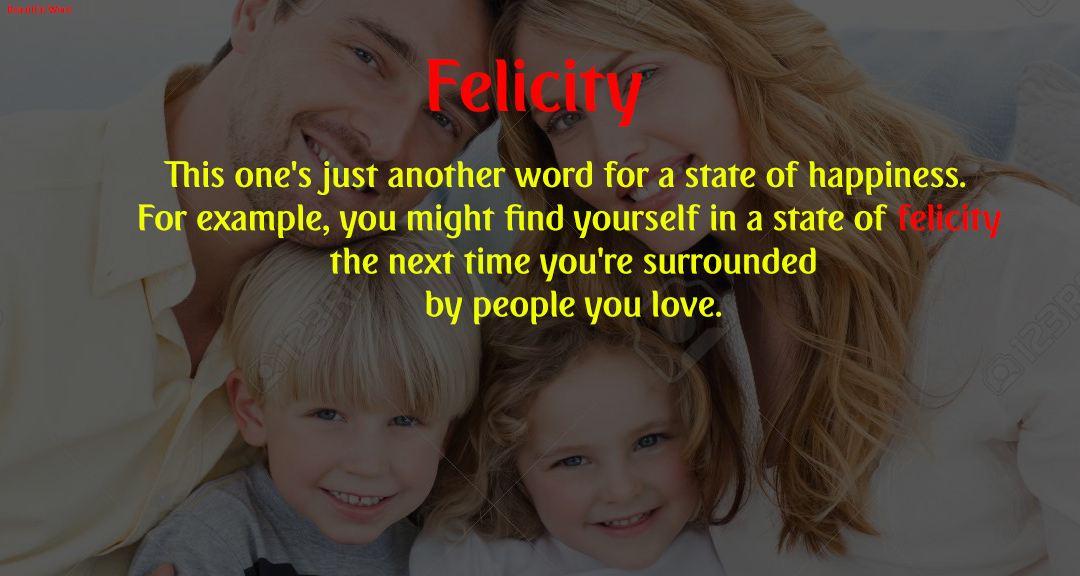 Beautiful Word
Felicity
This one's just another word for a state of happiness.
For example, you might find yourself in a state of felicity
the next time you're surrounded
by people you love.